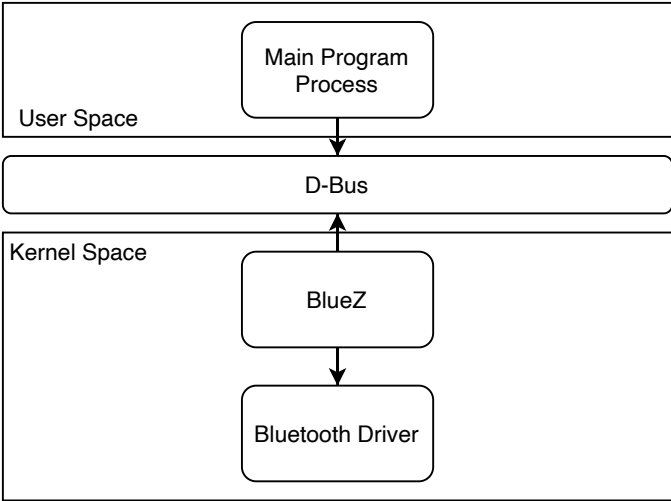 Main Program
Process
User Space
D-Bus
Kernel Space
BlueZ
Bluetooth Driver